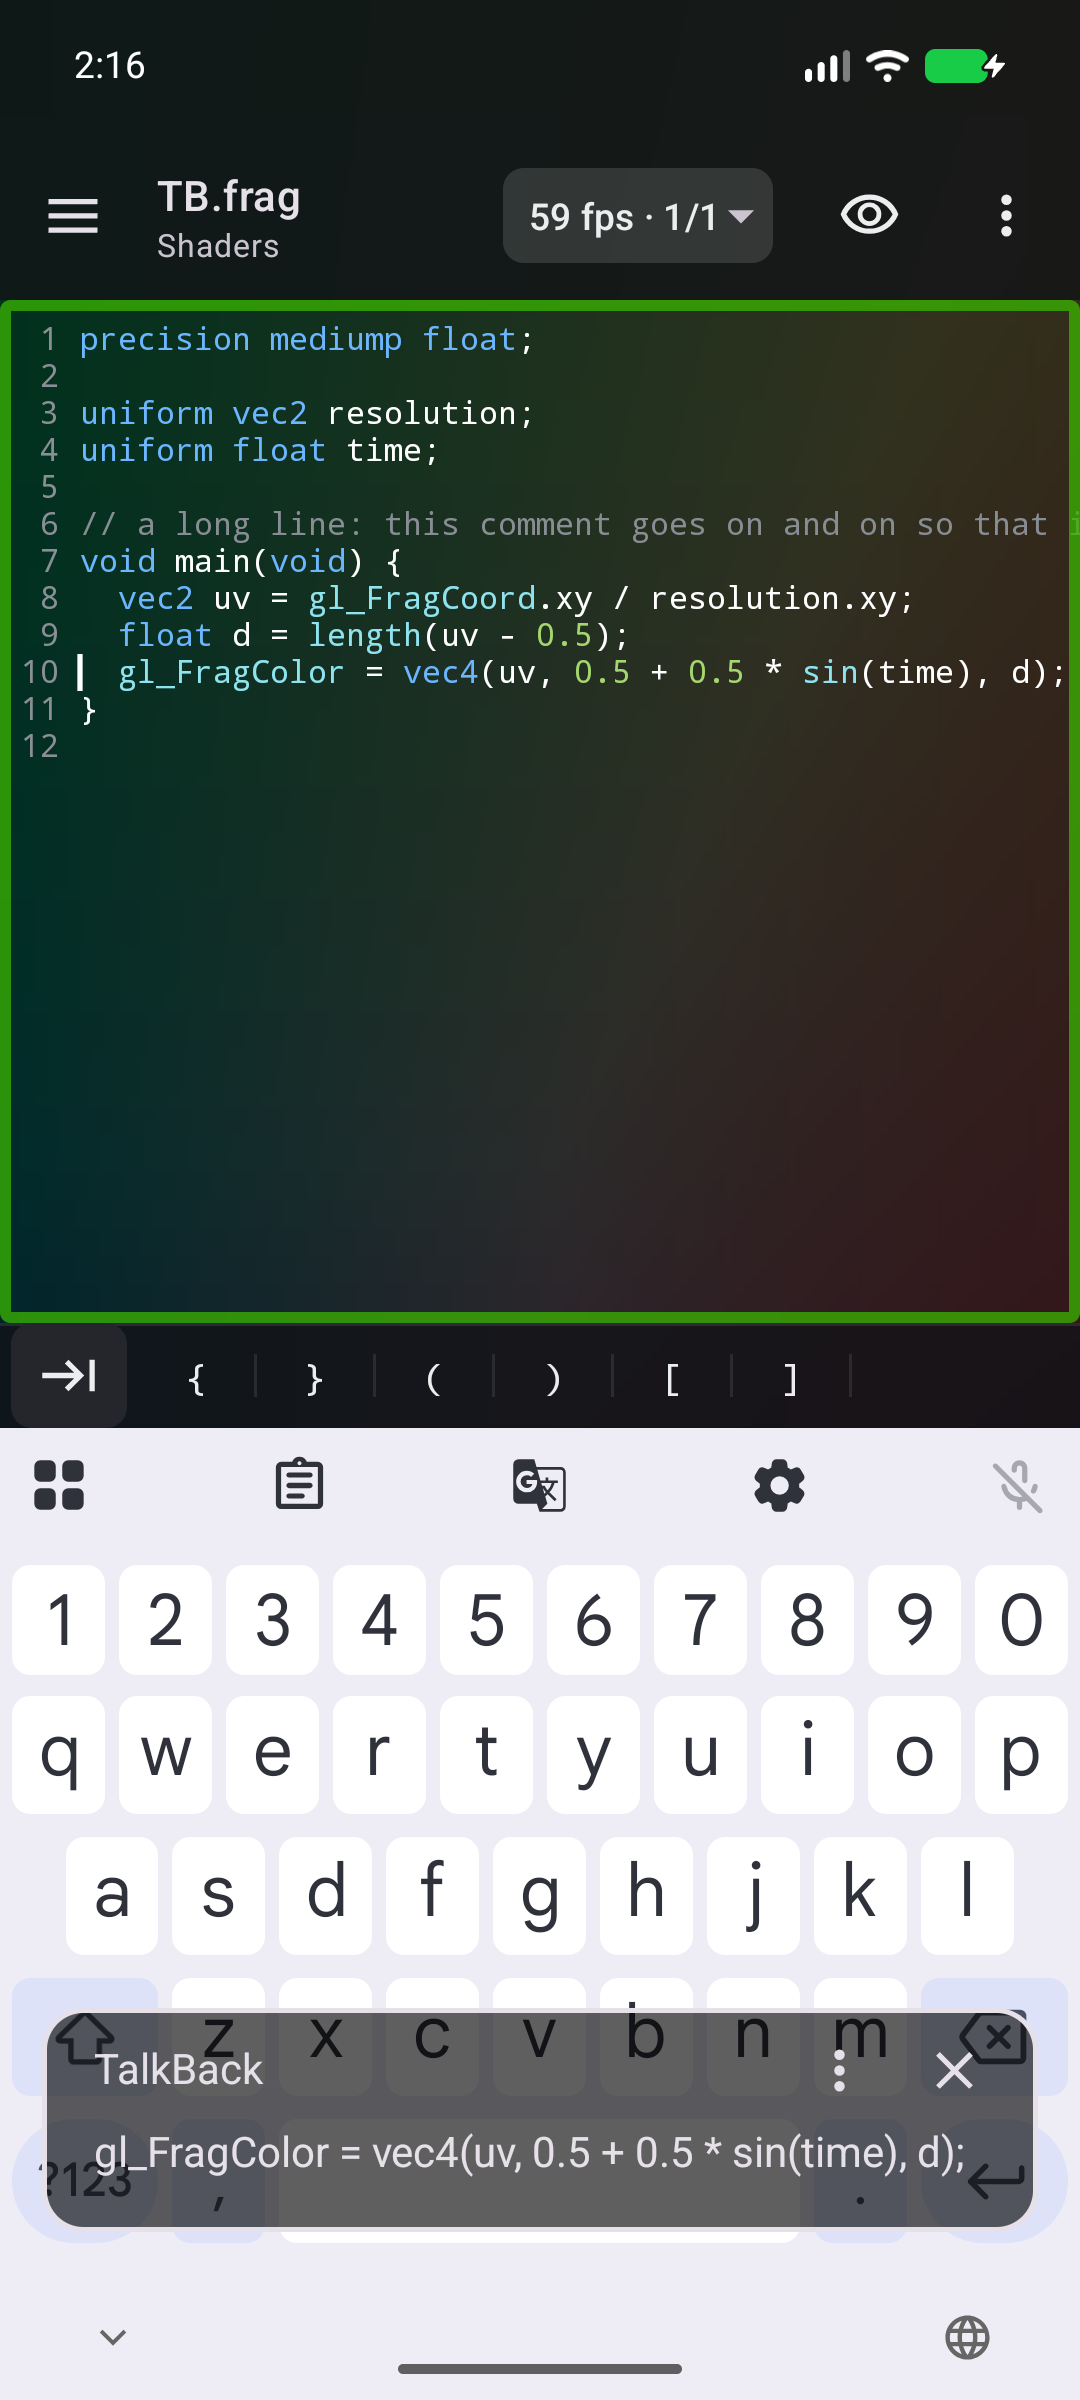 2:16
TB.frag
Shaders
59 fps · 1/1
1 precision mediump float;
2
3 uniform vec2 resolution;
4 uniform float time;
5
6 // a long line: this comment goes on and on so that i
7 void main(void) {
8   vec2 uv = gl_FragCoord.xy / resolution.xy;
9   float d = length(uv - 0.5);
10   gl_FragColor = vec4(uv, 0.5 + 0.5 * sin(time), d);
11 }
12
{ } ( ) [ ]
1 2 3 4 5 6 7 8 9 0
q w e r t y u i o p
a s d f g h j k l
z x c v b n m
TalkBack
gl_FragColor = vec4(uv, 0.5 + 0.5 * sin(time), d);
?123 , .